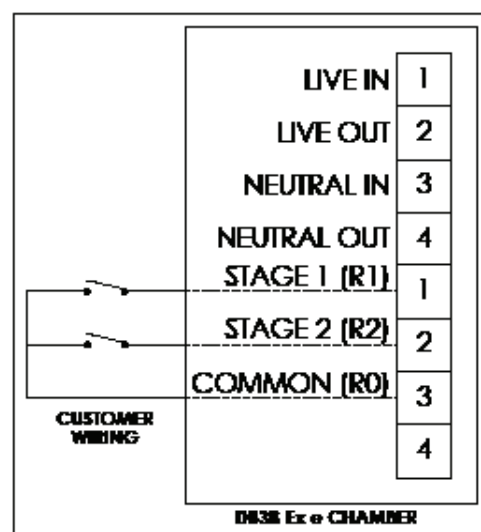 LIVE IN 1
LIVE OUT 2
NEUTRAL IN 3
NEUTRAL OUT 4
STAGE 1 (R1) 1
STAGE 2 (R2) 2
COMMON (R0) 3
4
CUSTOMER
WIRING
Ex e CHAMBER